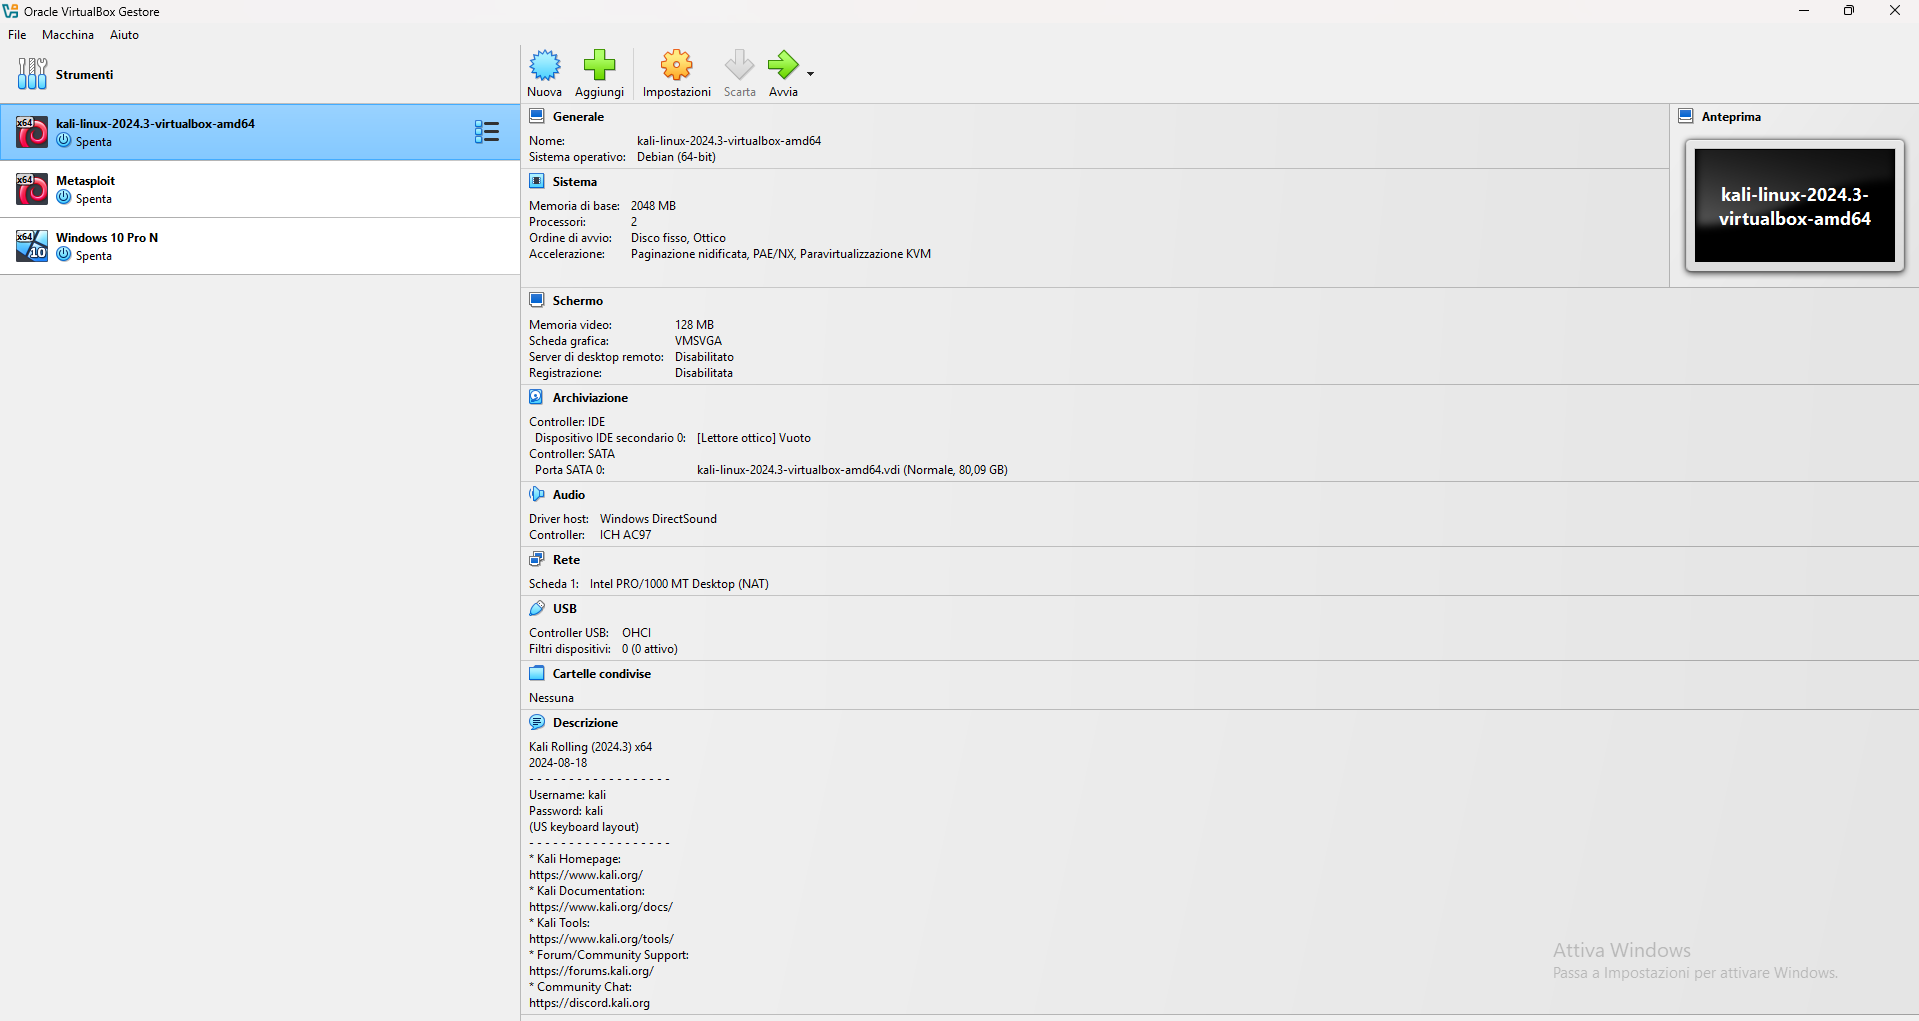 Oracle VirtualBox Gestore
File Macchina Aiuto
Strumenti
Nuova Aggiungi Impostazioni Scarta Avvia
x64 kali-linux-2024.3-virtualbox-amd64
Spenta
x64 Metasploit
Spenta
x64 10 Windows 10 Pro N
Spenta
Generale
Nome: kali-linux-2024.3-virtualbox-amd64
Sistema operativo: Debian (64-bit)
Anteprima
kali-linux-2024.3-
virtualbox-amd64
Sistema
Memoria di base: 2048 MB
Processori: 2
Ordine di avvio: Disco fisso, Ottico
Accelerazione: Paginazione nidificata, PAE/NX, Paravirtualizzazione KVM
Schermo
Memoria video: 128 MB
Scheda grafica: VMSVGA
Server di desktop remoto: Disabilitato
Registrazione: Disabilitata
Archiviazione
Controller: IDE
Dispositivo IDE secondario 0: [Lettore ottico] Vuoto
Controller: SATA
Porta SATA 0: kali-linux-2024.3-virtualbox-amd64.vdi (Normale, 80,09 GB)
Audio
Driver host: Windows DirectSound
Controller: ICH AC97
Rete
Scheda 1: Intel PRO/1000 MT Desktop (NAT)
USB
Controller USB: OHCI
Filtri dispositivi: 0 (0 attivo)
Cartelle condivise
Nessuna
Descrizione
Kali Rolling (2024.3) x64
2024-08-18
- - - - - - - - - - - - - - - - - -
Username: kali
Password: kali
(US keyboard layout)
- - - - - - - - - - - - - - - - - -
* Kali Homepage:
https://www.kali.org/
* Kali Documentation:
https://www.kali.org/docs/
* Kali Tools:
https://www.kali.org/tools/
* Forum/Community Support:
https://forums.kali.org/
* Community Chat:
https://discord.kali.org
Attiva Windows
Passa a Impostazioni per attivare Windows.